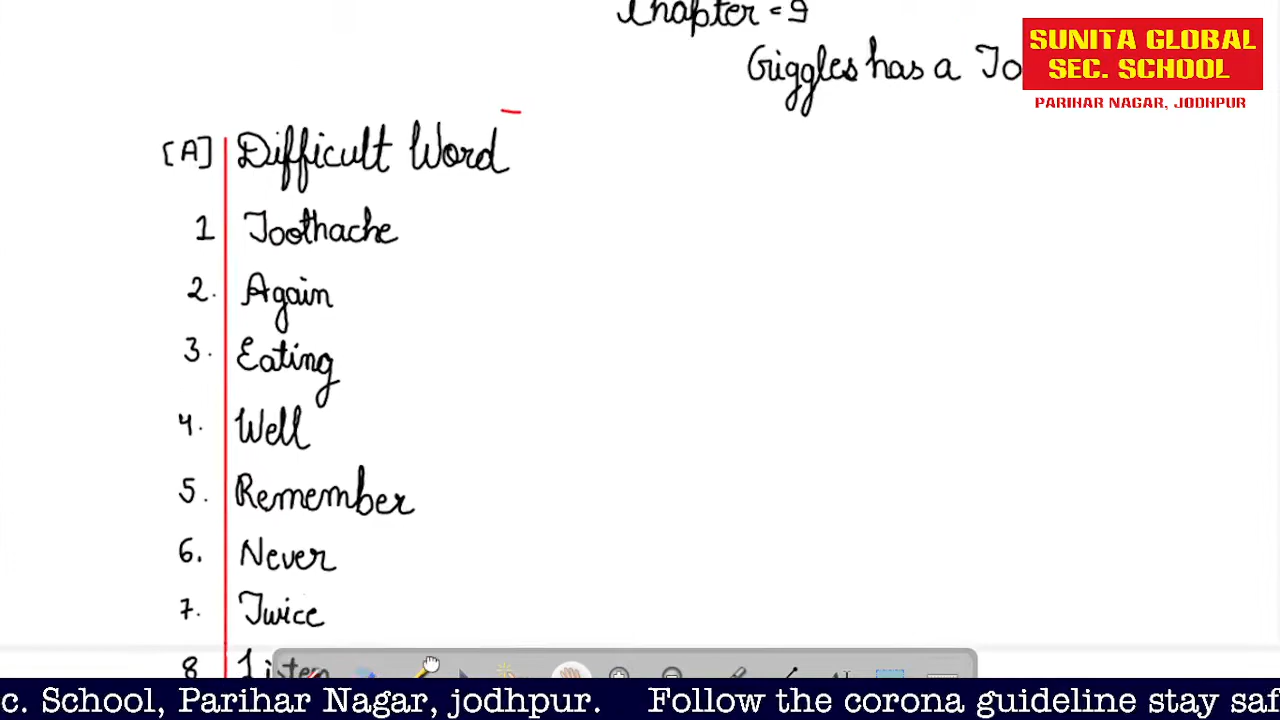 Chapter = 9
Giggles has a To
SUNITA GLOBAL
SEC. SCHOOL
PARIHAR NAGAR, JODHPUR
[A] Difficult Word
1 Toothache
2. Again
3. Eating
4. Well
5. Remember
6. Never
7. Twice
8 Listen
c. School, Parihar Nagar, jodhpur. Follow the corona guideline stay saf